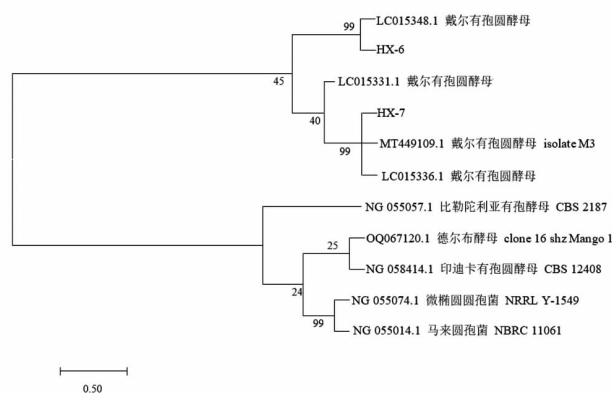 LC015348.1 戴尔有孢圆酵母
99
HX-6
LC015331.1 戴尔有孢圆酵母
45
HX-7
40
MT449109.1 戴尔有孢圆酵母 isolate M3
99
LC015336.1 戴尔有孢圆酵母
NG 055057.1 比勒陀利亚有孢酵母 CBS 2187
OQ067120.1 德尔布酵母 clone 16 shz Mango 1
25
NG 058414.1 印迪卡有孢圆酵母 CBS 12408
24
NG 055074.1 微椭圆圆孢菌 NRRL Y-1549
99
NG 055014.1 马来圆孢菌 NBRC 11061
0.50